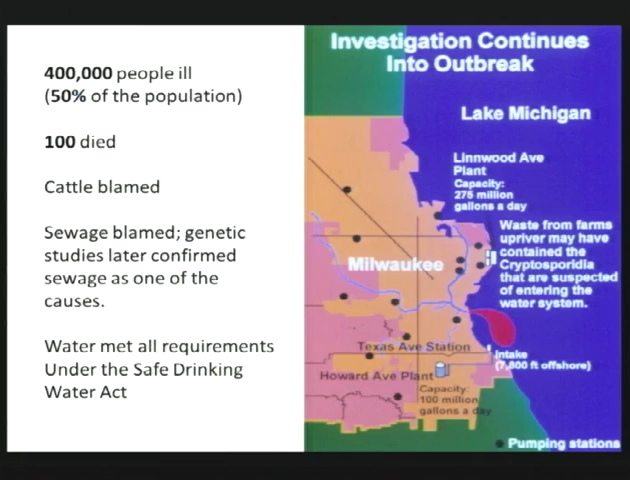 400,000 people ill
(50% of the population)
100 died
Cattle blamed
Sewage blamed; genetic
studies later confirmed
sewage as one of the
causes.
Water met all requirements
Under the Safe Drinking
Water Act
Investigation Continues
Into Outbreak
Lake Michigan
Linnwood Ave
Plant
Capacity:
275 million
gallons a day
Waste from farms
upriver may have
contained the
Cryptosporidia
that are suspected
of entering the
water system.
Milwaukee
Texas Ave Station
Intake
(7,800 ft offshore)
Howard Ave Plant
Capacity:
100 million
gallons a day
Pumping stations